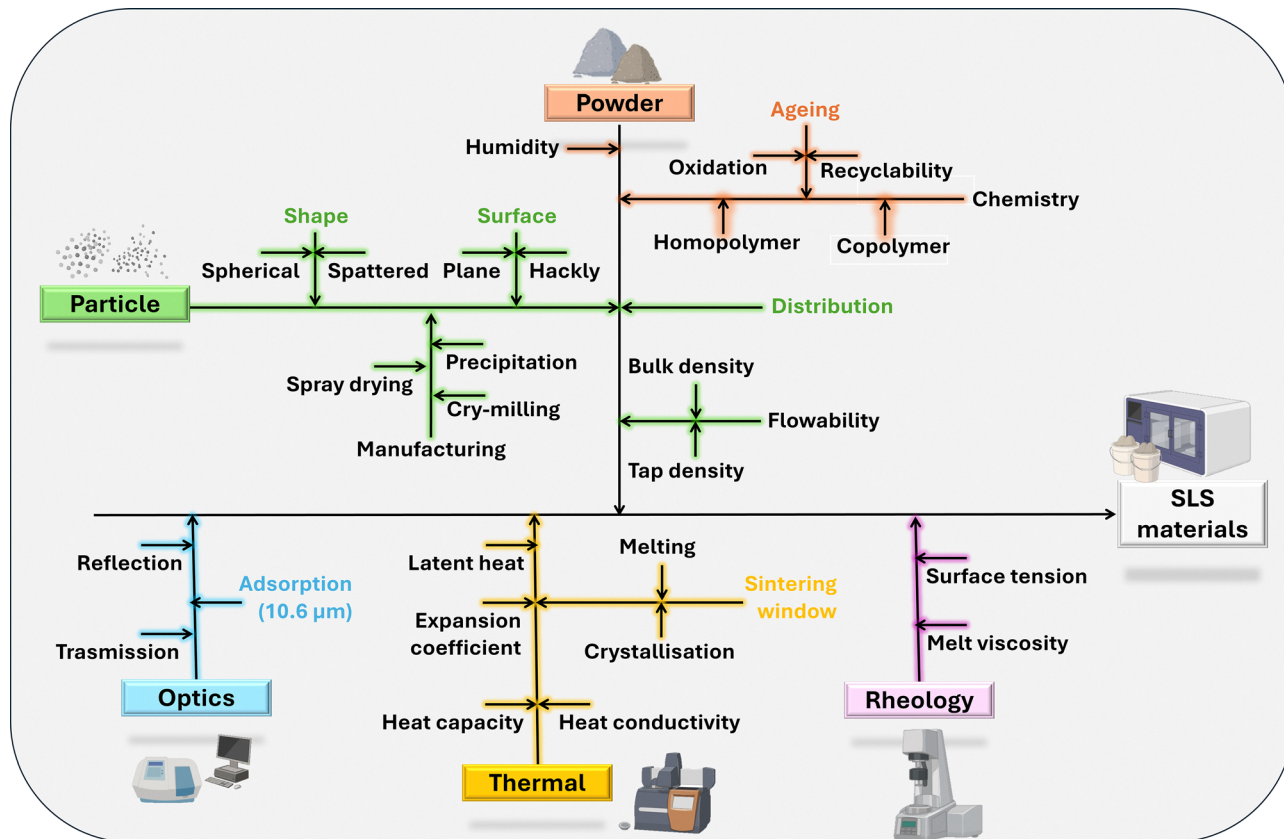 Powder
Ageing
Humidity
Oxidation
Recyclability
Chemistry
Homopolymer
Copolymer
Shape
Surface
Spherical
Spattered
Plane
Hackly
Particle
Distribution
Precipitation
Spray drying
Cry-milling
Manufacturing
Bulk density
Flowability
Tap density
SLS
materials
Reflection
Adsorption
(10.6 µm)
Trasmission
Optics
Latent heat
Melting
Sintering
window
Expansion
coefficient
Crystallisation
Heat capacity
Heat conductivity
Thermal
Surface tension
Melt viscosity
Rheology